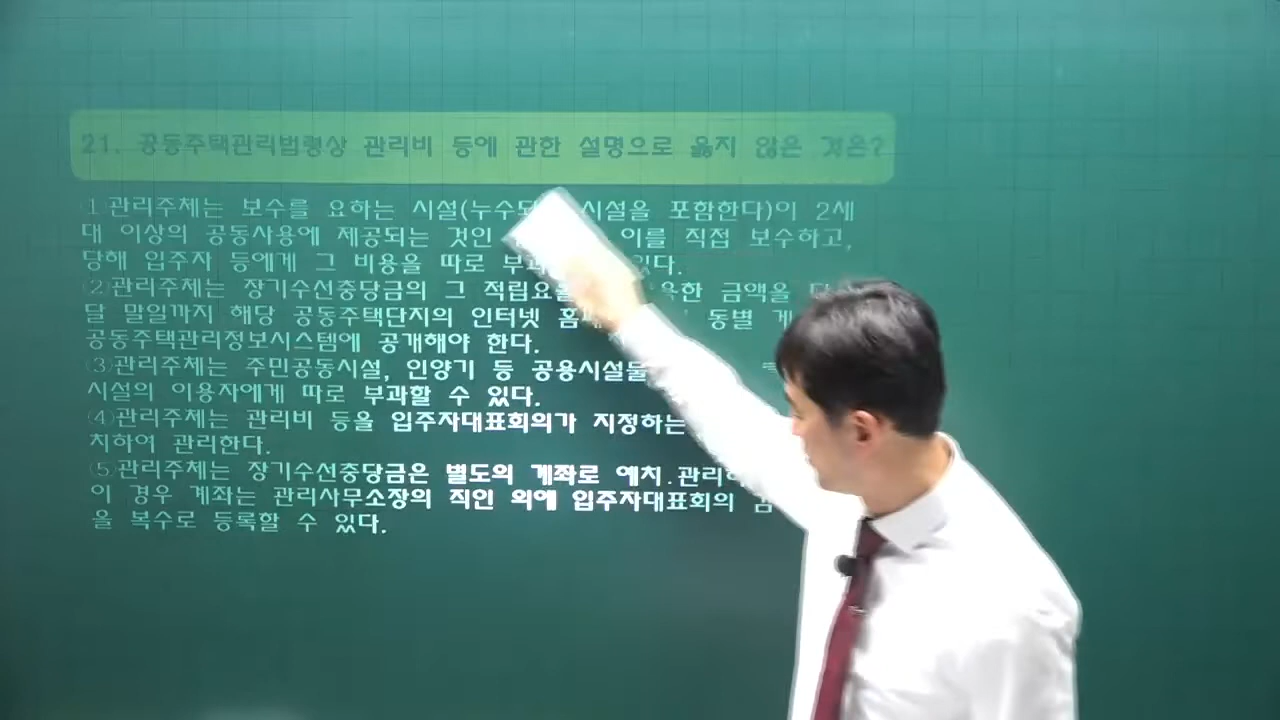 21. 공동주택관리법령상 관리비 등에 관한 설명으로 옳지 않은 것은?
(1)관리주체는 보수를 요하는 시설(누수되 시설을 포함한다)이 2세
대 이상의 공동사용에 제공되는 것인 이를 직접 보수하고,
당해 입주자 등에게 그 비용을 따로 부과 있다.
(2)관리주체는 장기수선충당금의 그 적립요율 용한 금액을
달 말일까지 해당 공동주택단지의 인터넷 동별 게
공동주택관리정보시스템에 공개해야 한다.
(3)관리주체는 주민공동시설, 인양기 등 공용시설물
시설의 이용자에게 따로 부과할 수 있다.
(4)관리주체는 관리비 등을 입주자대표회의가 지정하는
치하여 관리한다.
(5)관리주체는 장기수선충당금은 별도의 계좌로 예치.관리하
이 경우 계좌는 관리사무소장의 직인 외에 입주자대표회의
을 복수로 등록할 수 있다.